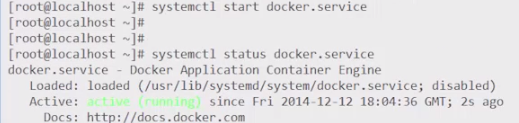 [root@localhost ~]# systemctl start docker.service
[root@localhost ~]#
[root@localhost ~]#
[root@localhost ~]# systemctl status docker.service
docker.service - Docker Application Container Engine
Loaded: loaded (/usr/lib/systemd/system/docker.service; disabled)
Active: active (running) since Fri 2014-12-12 18:04:36 GMT; 2s ago
Docs: http://docs.docker.com